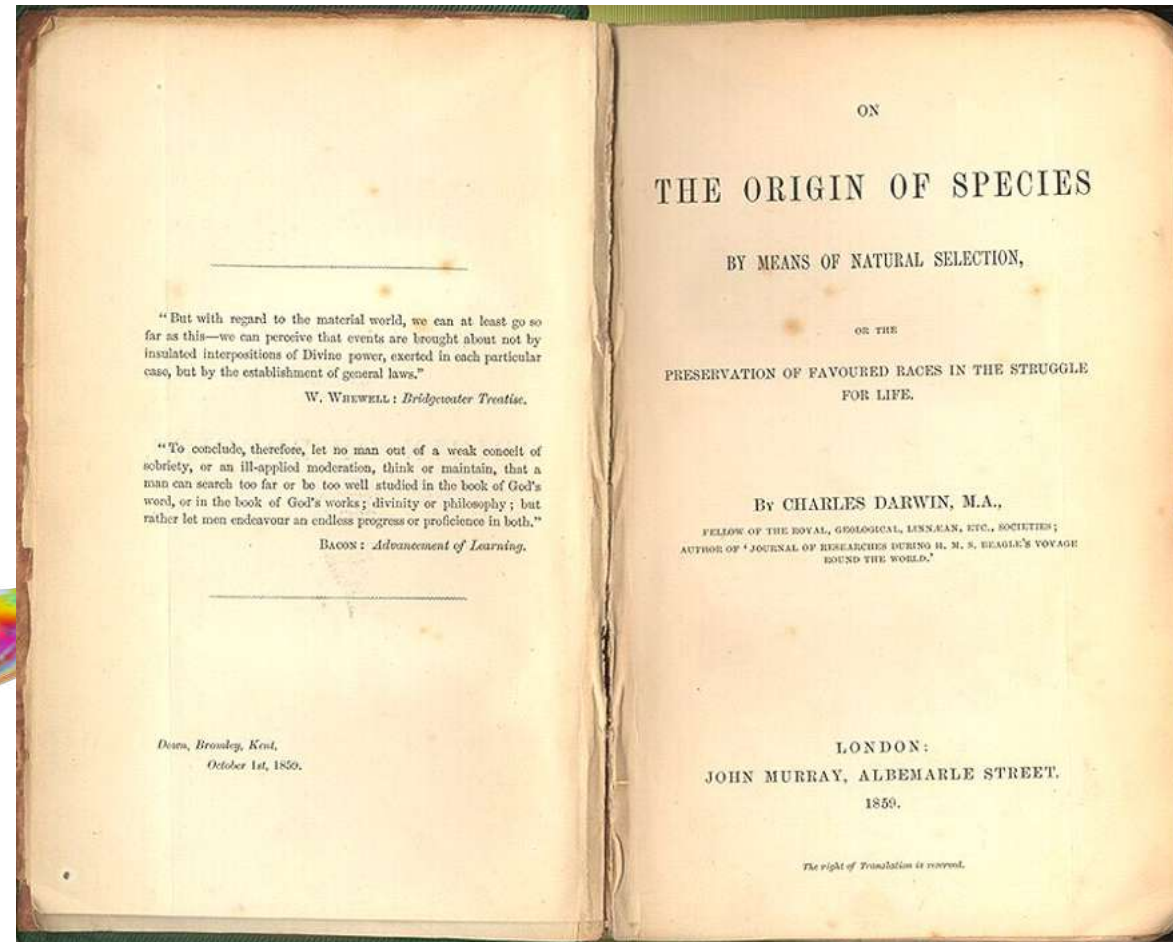 "But with regard to the material world, we can at least go so
far as this—we can perceive that events are brought about not by
insulated interpositions of Divine power, exerted in each particular
case, but by the establishment of general laws."
W. WHEWELL : Bridgewater Treatise.
"To conclude, therefore, let no man out of a weak conceit of
sobriety, or an ill-applied moderation, think or maintain, that a
man can search too far or be too well studied in the book of God's
word, or in the book of God's works ; divinity or philosophy ; but
rather let men endeavour an endless progress or proficience in both."
BACON : Advancement of Learning.
Down, Bromley, Kent,
October 1st, 1859.
ON
THE ORIGIN OF SPECIES
BY MEANS OF NATURAL SELECTION,
OR THE
PRESERVATION OF FAVOURED RACES IN THE STRUGGLE
FOR LIFE.
BY CHARLES DARWIN, M.A.,
FELLOW OF THE ROYAL, GEOLOGICAL, LINNÆAN, ETC., SOCIETIES ;
AUTHOR OF 'JOURNAL OF RESEARCHES DURING H. M. S. BEAGLE'S VOYAGE
ROUND THE WORLD.'
LONDON:
JOHN MURRAY, ALBEMARLE STREET.
1859.
The right of Translation is reserved.